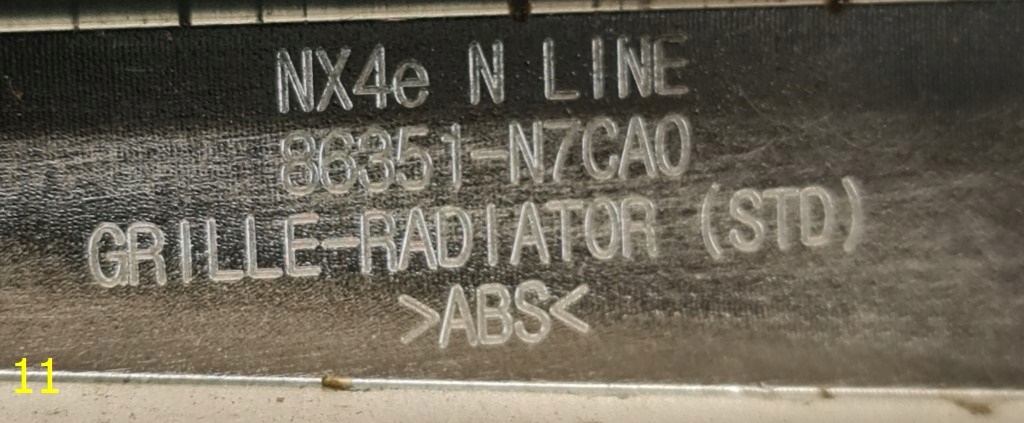 NX4e N LINE
86351-N7CA0
GRILLE-RADIATOR (STD)
>ABS<
11